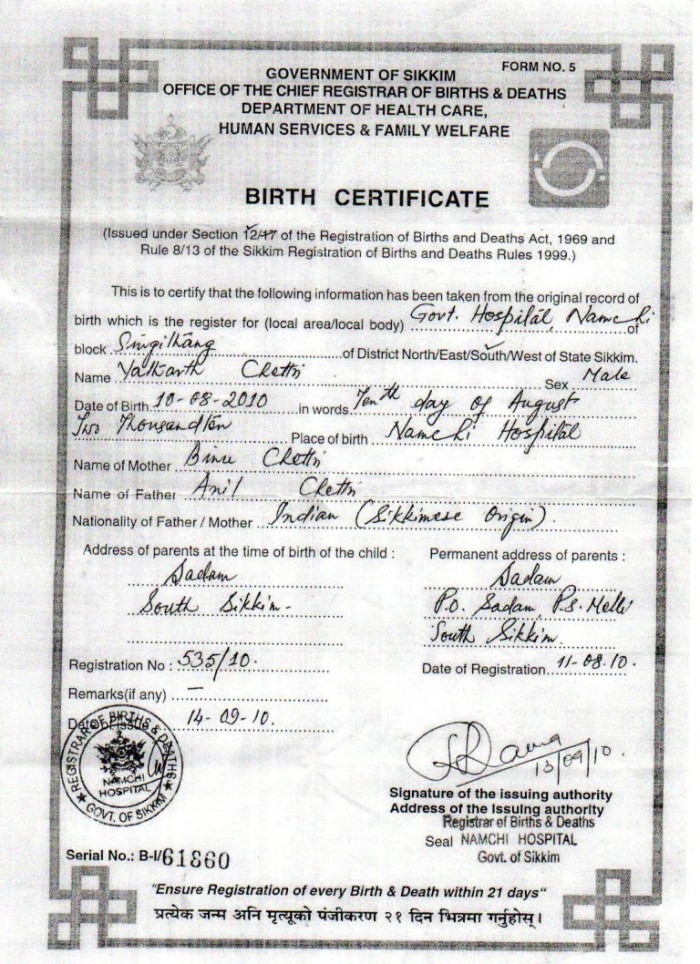 FORM NO. 5
GOVERNMENT OF SIKKIM
OFFICE OF THE CHIEF REGISTRAR OF BIRTHS & DEATHS
DEPARTMENT OF HEALTH CARE,
HUMAN SERVICES & FAMILY WELFARE
BIRTH CERTIFICATE
(Issued under Section 12/17 of the Registration of Births and Deaths Act, 1969 and
Rule 8/13 of the Sikkim Registration of Births and Deaths Rules 1999.)
This is to certify that the following information has been taken from the original record of
birth which is the register for (local area/local body) Govt. Hospital, Namchi of
block Singithang of District North/East/South/West of State Sikkim.
Name Chettri Sex Male
Date of Birth 10-08-2010 in words Tenth day of August
Two Thousand ten Place of birth Namchi Hospital
Name of Mother Binu Chettri
Name of Father Anil Chettri
Nationality of Father / Mother Indian (Sikkimese Origin).
Address of parents at the time of birth of the child : Permanent address of parents :
Sadam Sadam
South Sikkim- P.O. Sadam, P.S. Melli
South Sikkim.
Registration No : 535/10. Date of Registration 11-08.10.
Remarks(if any) —
Date of Issue 14-09-10.
REGISTRAR OF BIRTHS & DEATHS
NAMCHI
HOSPITAL
GOVT. OF SIKKIM
13/09/10.
Signature of the issuing authority
Address of the Issuing authority
Registrar of Births & Deaths
Seal NAMCHI HOSPITAL
Govt. of Sikkim
Serial No.: B-I/61860
"Ensure Registration of every Birth & Death within 21 days"
प्रत्येक जन्म अनि मृत्यूको पंजीकरण २१ दिन भित्रमा गर्नुहोस्।